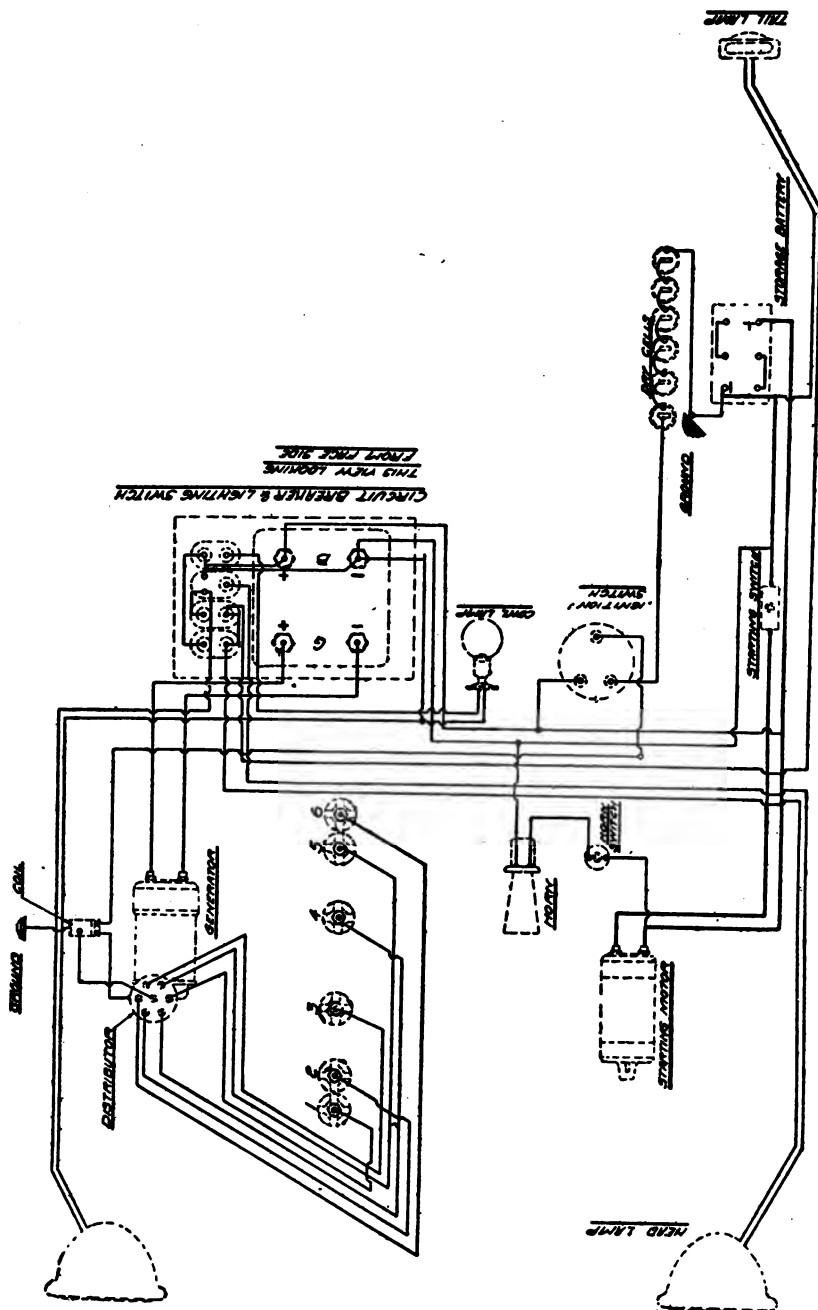 TAIL LAMP
STORAGE BATTERY
DRY CELLS
GROUND
CIRCUIT BREAKER & LIGHTING SWITCH
THIS VIEW LOOKING
FROM FACE SIDE
B
+
-
G
+
-
COWL LAMP
IGNITION
SWITCH
STARTING SWITCH
COIL
GROUND
GENERATOR
DISTRIBUTOR
6
5
4
3
2
1
HORN
SWITCH
HORN
STARTING MOTOR
HEAD LAMP